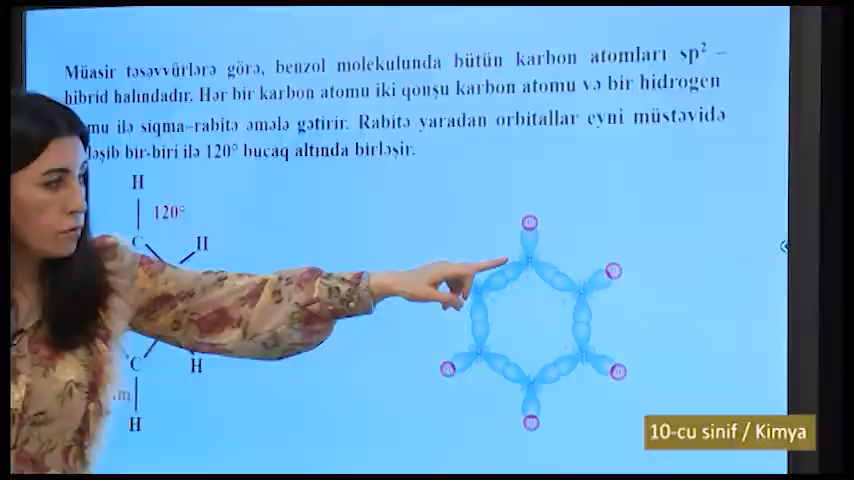 Müasir təsəvvürlərə görə, benzol molekulunda bütün karbon atomları sp² –
hibrid halındadır. Hər bir karbon atomu iki qonşu karbon atomu və bir hidrogen
mu ilə siqma–rabitə əmələ gətirir. Rabitə yaradan orbitallar eyni müstəvidə
ləşib bir-biri ilə 120° bucaq altında birləşir.
H
120°
C
H
C
H
H
H
H
H
H
H
10-cu sinif / Kimya